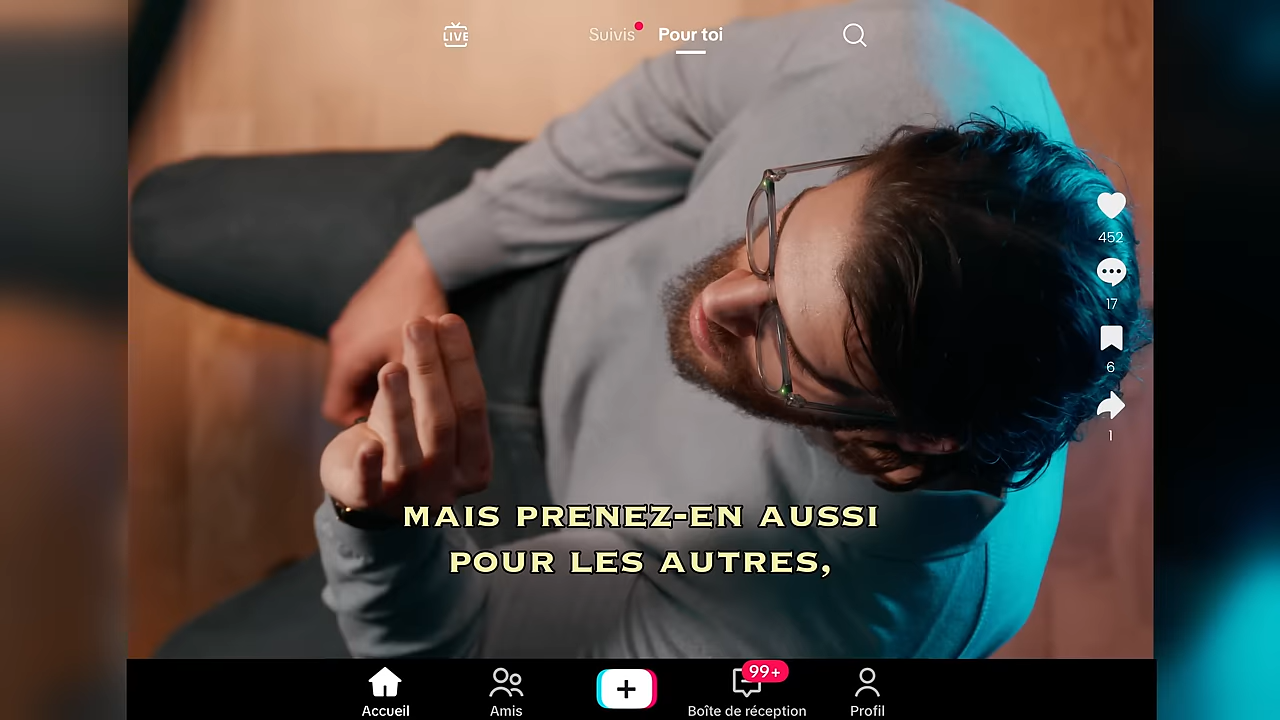 LIVE
Suivis
Pour toi
452
17
6
1
MAIS PRENEZ-EN AUSSI
POUR LES AUTRES,
99+
Accueil
Amis
Boîte de réception
Profil